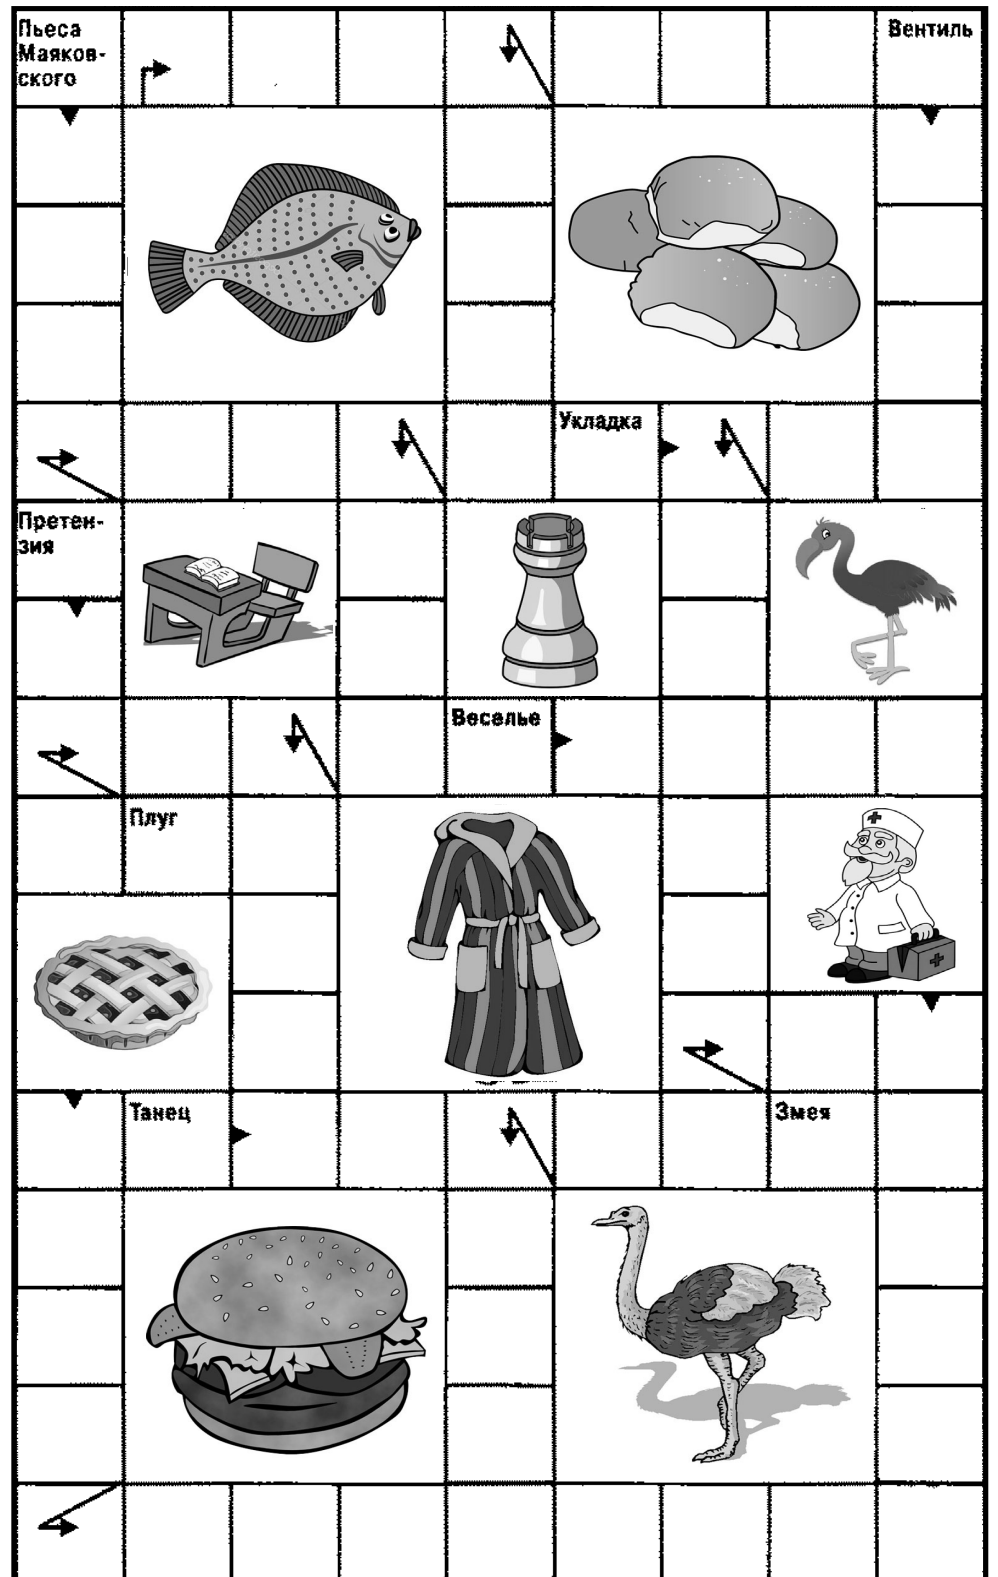 Пьеса
Маяков-
ского
Вентиль
Укладка
Претен-
зия
Веселье
Плуг
Танец
Змея